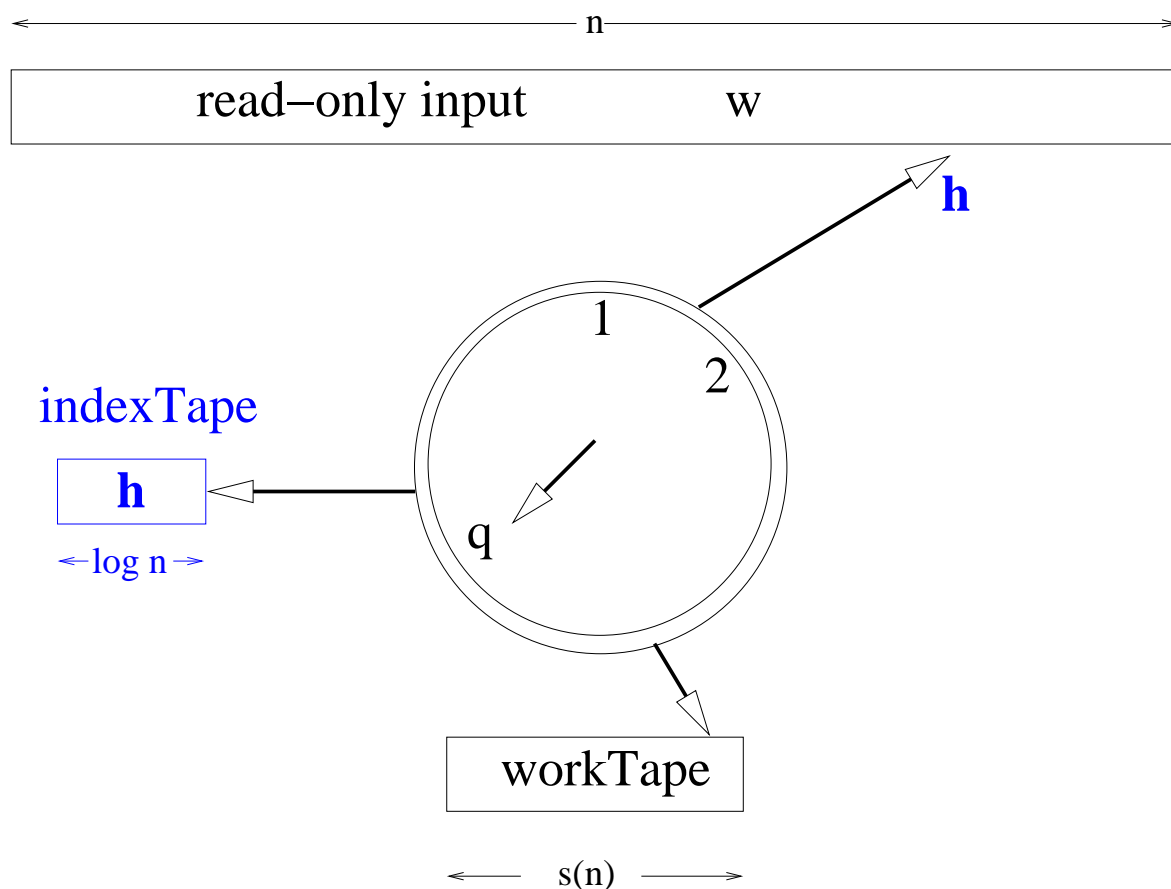 n
read−only input w
h
1
2
indexTape
h
q
log n
workTape
s(n)